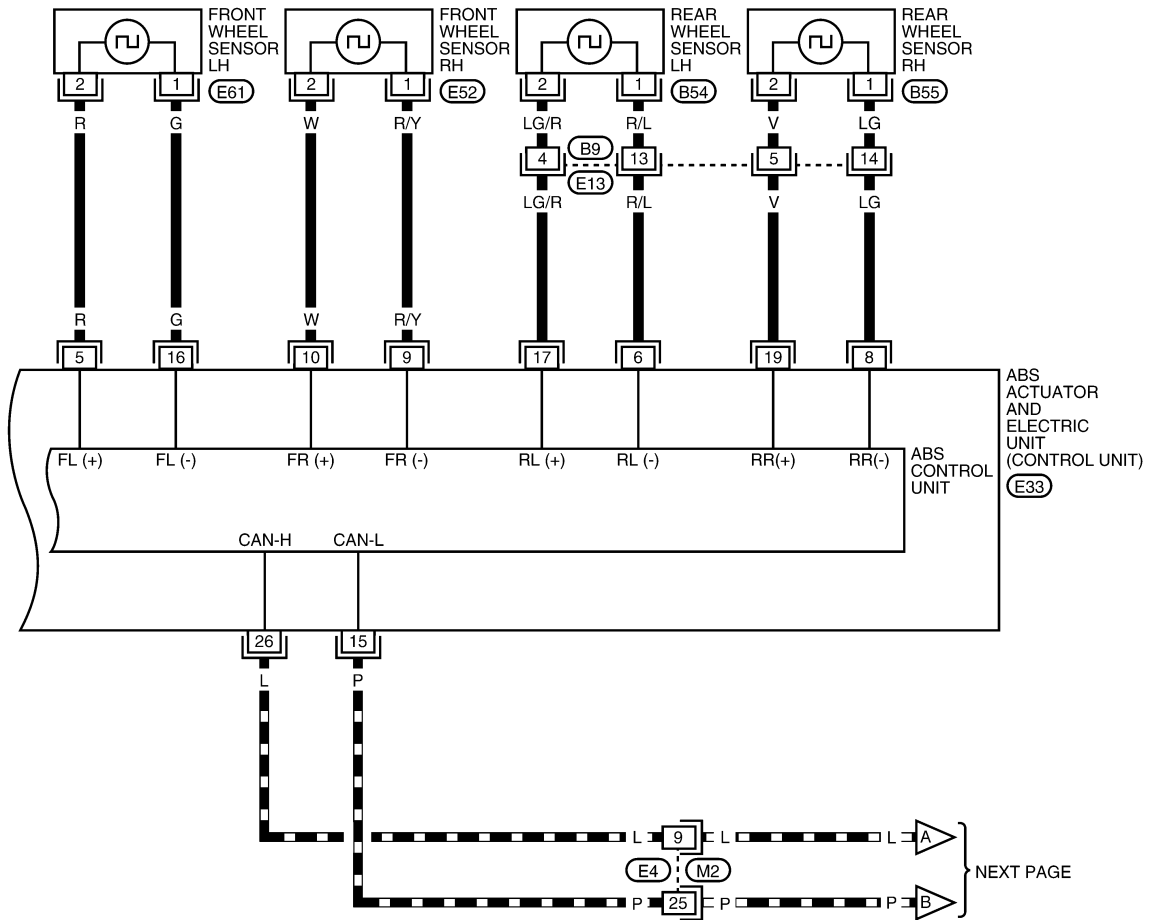 FRONT
WHEEL
SENSOR
LH
E61
FRONT
WHEEL
SENSOR
RH
E52
REAR
WHEEL
SENSOR
LH
B54
REAR
WHEEL
SENSOR
RH
B55
2 1 2 1 2 1 2 1
R G W R/Y LG/R R/L V LG
4 B9 13 5 14
E13
LG/R R/L V LG
R G W R/Y
5 16 10 9 17 6 19 8
ABS
ACTUATOR
AND
ELECTRIC
UNIT
(CONTROL UNIT)
E33
FL (+) FL (-) FR (+) FR (-) RL (+) RL (-) RR(+) RR(-)
ABS
CONTROL
UNIT
CAN-H CAN-L
26 15
L P
L 9 L L A
E4 M2
NEXT PAGE
P 25 P P B